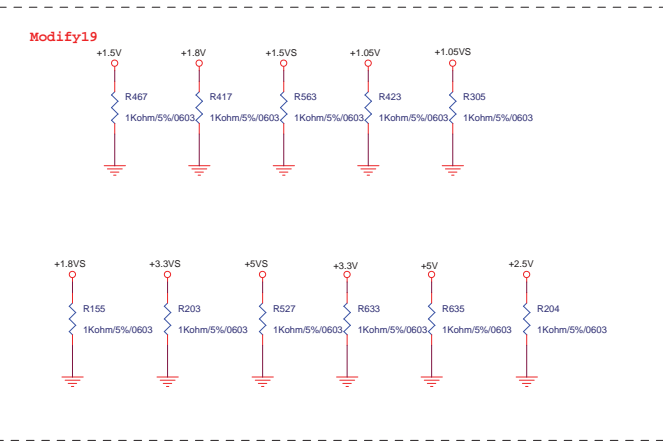 Modify19
+1.5V +1.8V +1.5VS +1.05V +1.05VS
R467 R417 R563 R423 R305
1Kohm/5%/0603 1Kohm/5%/0603 1Kohm/5%/0603 1Kohm/5%/0603 1Kohm/5%/0603
+1.8VS +3.3VS +5VS +3.3V +5V +2.5V
R155 R203 R527 R633 R635 R204
1Kohm/5%/0603 1Kohm/5%/0603 1Kohm/5%/0603 1Kohm/5%/0603 1Kohm/5%/0603 1Kohm/5%/0603